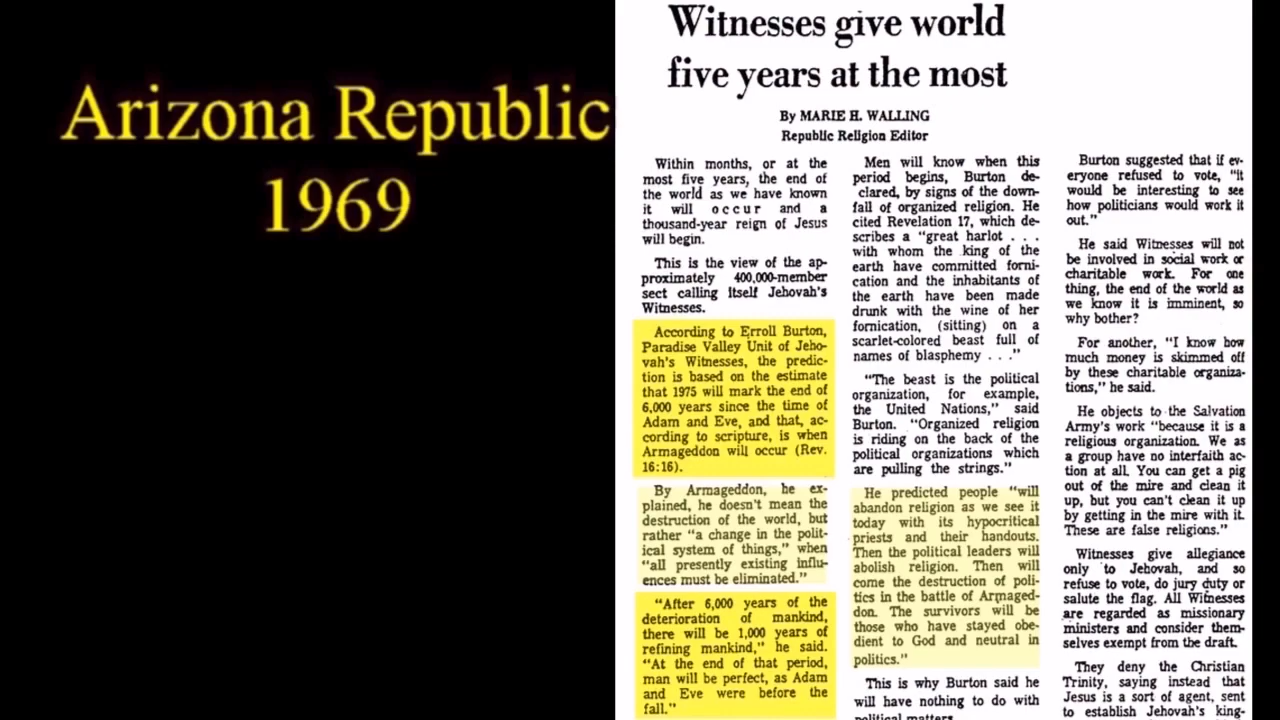 Arizona Republic
1969
Witnesses give world
five years at the most
By MARIE H. WALLING
Republic Religion Editor
Within months, or at the
most five years, the end of
the world as we have known
it will occur and a
thousand-year reign of Jesus
will begin.
This is the view of the ap-
proximately 400,000-member
sect calling itself Jehovah's
Witnesses.
According to Erroll Burton,
Paradise Valley Unit of Jeho-
vah's Witnesses, the predic-
tion is based on the estimate
that 1975 will mark the end of
6,000 years since the time of
Adam and Eve, and that, ac-
cording to scripture, is when
Armageddon will occur (Rev.
16:16).
By Armageddon, he ex-
plained, he doesn't mean the
destruction of the world, but
rather "a change in the polit-
ical system of things," when
"all presently existing influ-
ences must be eliminated."
"After 6,000 years of the
deterioration of mankind,
there will be 1,000 years of
refining mankind," he said.
"At the end of that period,
man will be perfect, as Adam
and Eve were before the
fall."
Men will know when this
period begins, Burton de-
clared, by signs of the down-
fall of organized religion. He
cited Revelation 17, which de-
scribes a "great harlot . . .
with whom the king of the
earth have committed forni-
cation and the inhabitants of
the earth have been made
drunk with the wine of her
fornication, (sitting) on a
scarlet-colored beast full of
names of blasphemy . . ."
"The beast is the political
organization, for example,
the United Nations," said
Burton. "Organized religion
is riding on the back of the
political organizations which
are pulling the strings."
He predicted people "will
abandon religion as we see it
today with its hypocritical
priests and their handouts.
Then the political leaders will
abolish religion. Then will
come the destruction of poli-
tics in the battle of Armaged-
don. The survivors will be
those who have stayed obe-
dient to God and neutral in
politics."
This is why Burton said he
will have nothing to do with
political matters.
Burton suggested that if ev-
eryone refused to vote, "it
would be interesting to see
how politicians would work it
out."
He said Witnesses will not
be involved in social work or
charitable work. For one
thing, the end of the world as
we know it is imminent, so
why bother?
For another, "I know how
much money is skimmed off
by these charitable organiza-
tions," he said.
He objects to the Salvation
Army's work "because it is a
religious organization. We as
a group have no interfaith ac-
tion at all. You can get a pig
out of the mire and clean it
up, but you can't clean it up
by getting in the mire with it.
These are false religions."
Witnesses give allegiance
only to Jehovah, and so
refuse to vote, do jury duty or
salute the flag. All Witnesses
are regarded as missionary
ministers and consider them-
selves exempt from the draft.
They deny the Christian
Trinity, saying instead that
Jesus is a sort of agent, sent
to establish Jehovah's king-